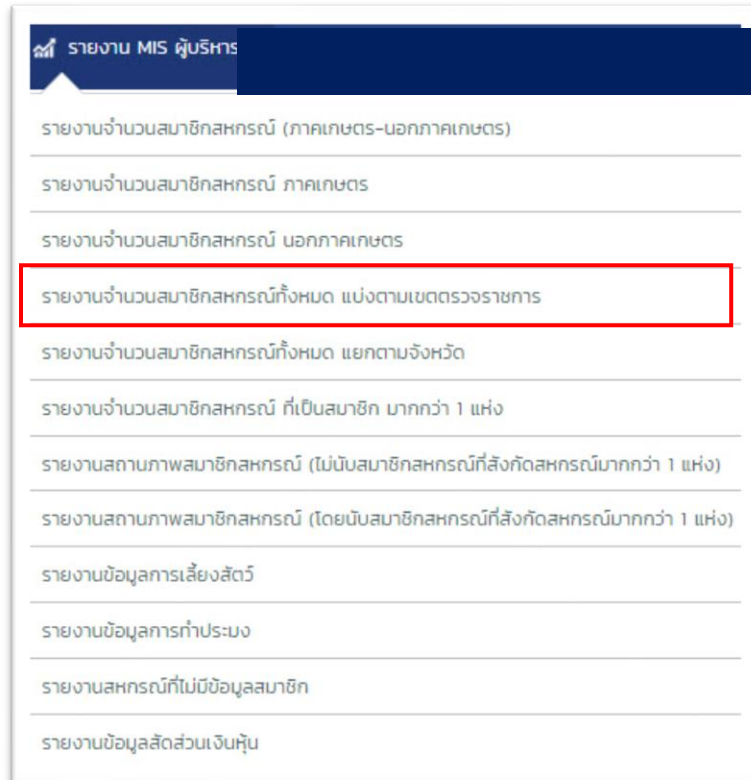 รายงาน MIS ผู้บริหาร
รายงานจำนวนสมาชิกสหกรณ์ (ภาคเกษตร-นอกภาคเกษตร)
รายงานจำนวนสมาชิกสหกรณ์ ภาคเกษตร
รายงานจำนวนสมาชิกสหกรณ์ นอกภาคเกษตร
รายงานจำนวนสมาชิกสหกรณ์ทั้งหมด แบ่งตามเขตตรวจราชการ
รายงานจำนวนสมาชิกสหกรณ์ทั้งหมด แยกตามจังหวัด
รายงานจำนวนสมาชิกสหกรณ์ ที่เป็นสมาชิก มากกว่า 1 แห่ง
รายงานสถานภาพสมาชิกสหกรณ์ (ไม่นับสมาชิกสหกรณ์ที่สังกัดสหกรณ์มากกว่า 1 แห่ง)
รายงานสถานภาพสมาชิกสหกรณ์ (โดยนับสมาชิกสหกรณ์ที่สังกัดสหกรณ์มากกว่า 1 แห่ง)
รายงานข้อมูลการเลี้ยงสัตว์
รายงานข้อมูลการทำประมง
รายงานสหกรณ์ที่ไม่มีข้อมูลสมาชิก
รายงานข้อมูลสัดส่วนเงินหุ้น